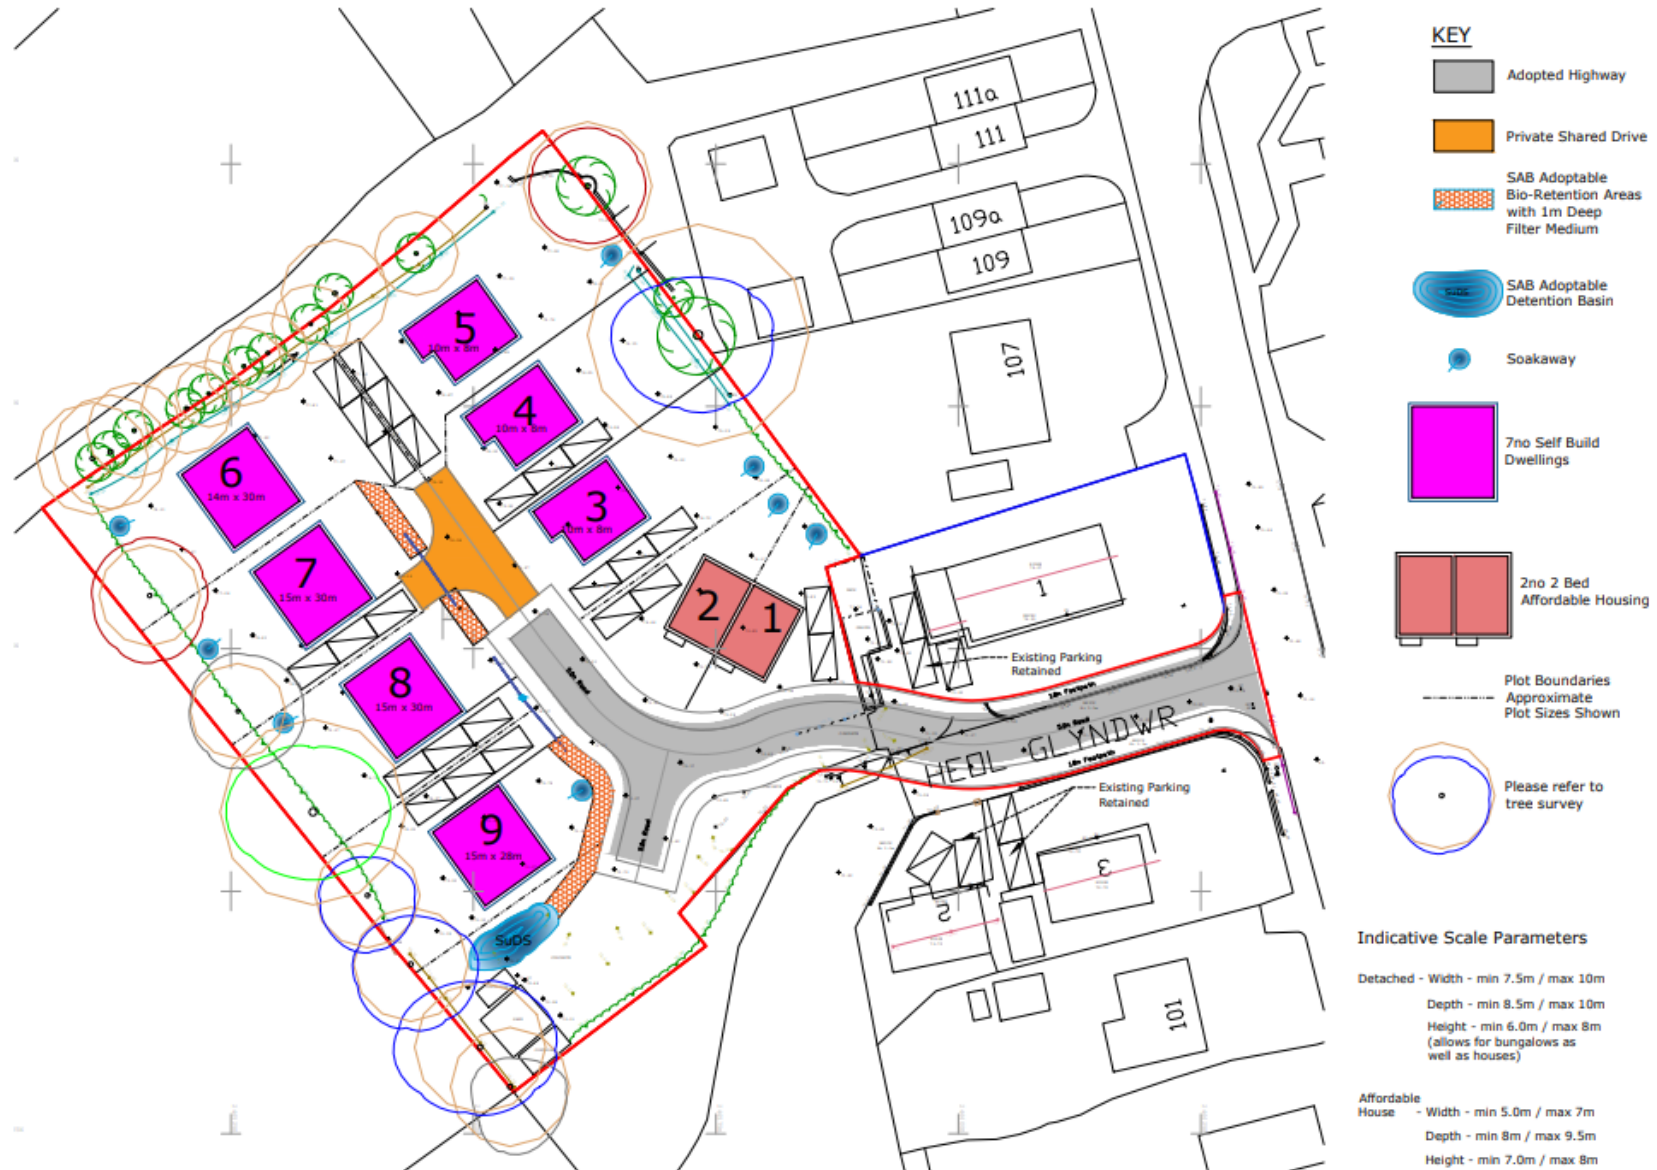 111a
111
109a
109
107
5
10m x 8m
4
10m x 8m
3
10m x 8m
6
14m x 30m
7
15m x 30m
8
15m x 30m
9
15m x 28m
2
1
1
Existing Parking
Retained
HEOL GLYNDWR
Existing Parking
Retained
3
2
101
SuDS
KEY
Adopted Highway
Private Shared Drive
SAB Adoptable
Bio-Retention Areas
with 1m Deep
Filter Medium
SuDS
SAB Adoptable
Detention Basin
Soakaway
7no Self Build
Dwellings
2no 2 Bed
Affordable Housing
Plot Boundaries
Approximate
Plot Sizes Shown
Please refer to
tree survey
Indicative Scale Parameters
Detached - Width - min 7.5m / max 10m
Depth - min 8.5m / max 10m
Height - min 6.0m / max 8m
(allows for bungalows as
well as houses)
Affordable
House - Width - min 5.0m / max 7m
Depth - min 8m / max 9.5m
Height - min 7.0m / max 8m